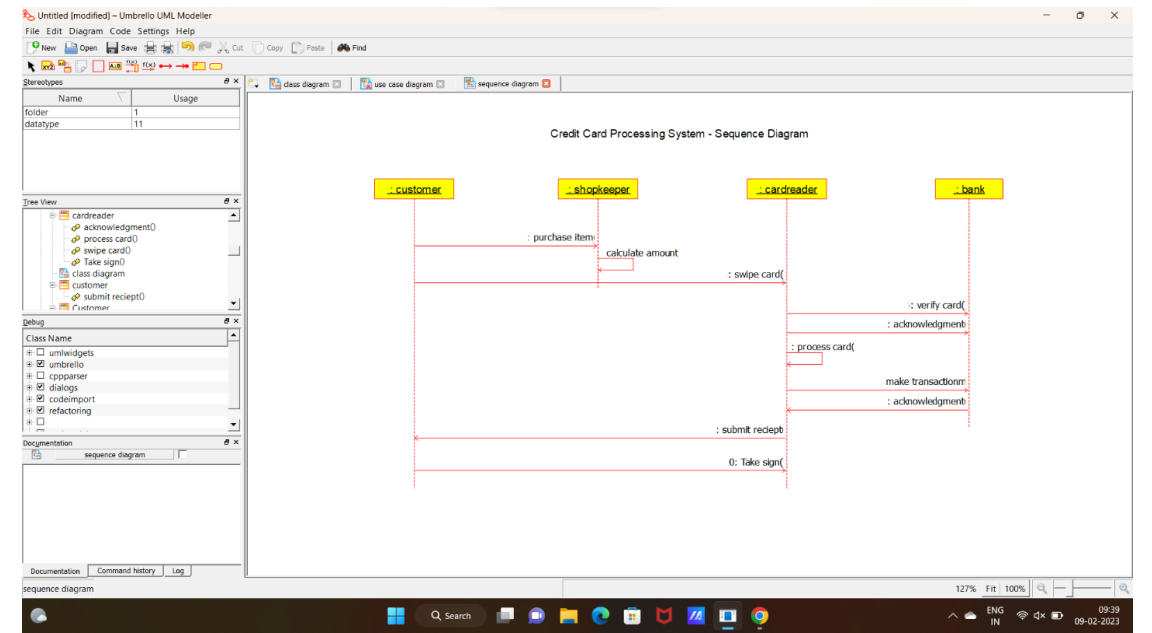 Untitled [modified] – Umbrello UML Modeller
File Edit Diagram Code Settings Help
New Open Save Cut Copy Paste Find
Stereotypes
class diagram use case diagram sequence diagram
Name Usage
folder 1
datatype 11
Credit Card Processing System - Sequence Diagram
: customer : shopkeeper : cardreader : bank
Tree View
cardreader
acknowledgment()
process card()
swipe card()
Take sign()
class diagram
customer
submit reciept()
Customer
: purchase item
calculate amount
: swipe card(
: verify card(
: acknowledgment
: process card(
make transactionm
: acknowledgment
: submit reciept
0: Take sign(
Debug
Class Name
umlwidgets
umbrello
cppparser
dialogs
codeimport
refactoring
Documentation
sequence diagram
Documentation Command history Log
sequence diagram
127% Fit 100%
Search
ENG
IN
09:39
09-02-2023